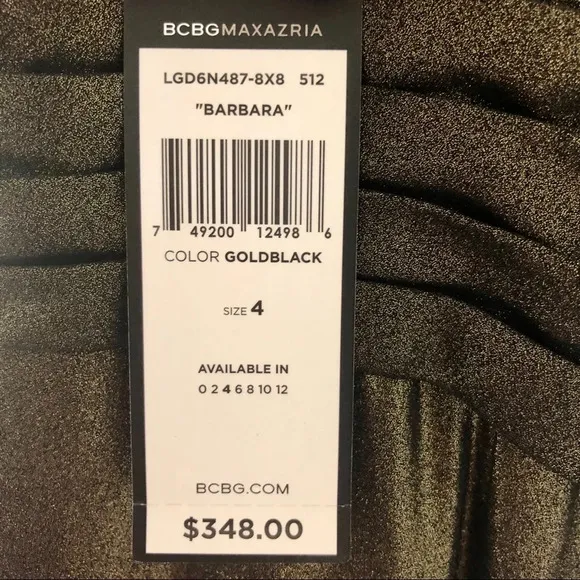 BCBGMAXAZRIA
LGD6N487-8X8 512
"BARBARA"
7 49200 12498 6
COLOR GOLDBLACK
SIZE 4
AVAILABLE IN
0 2 4 6 8 10 12
BCBG.COM
$348.00